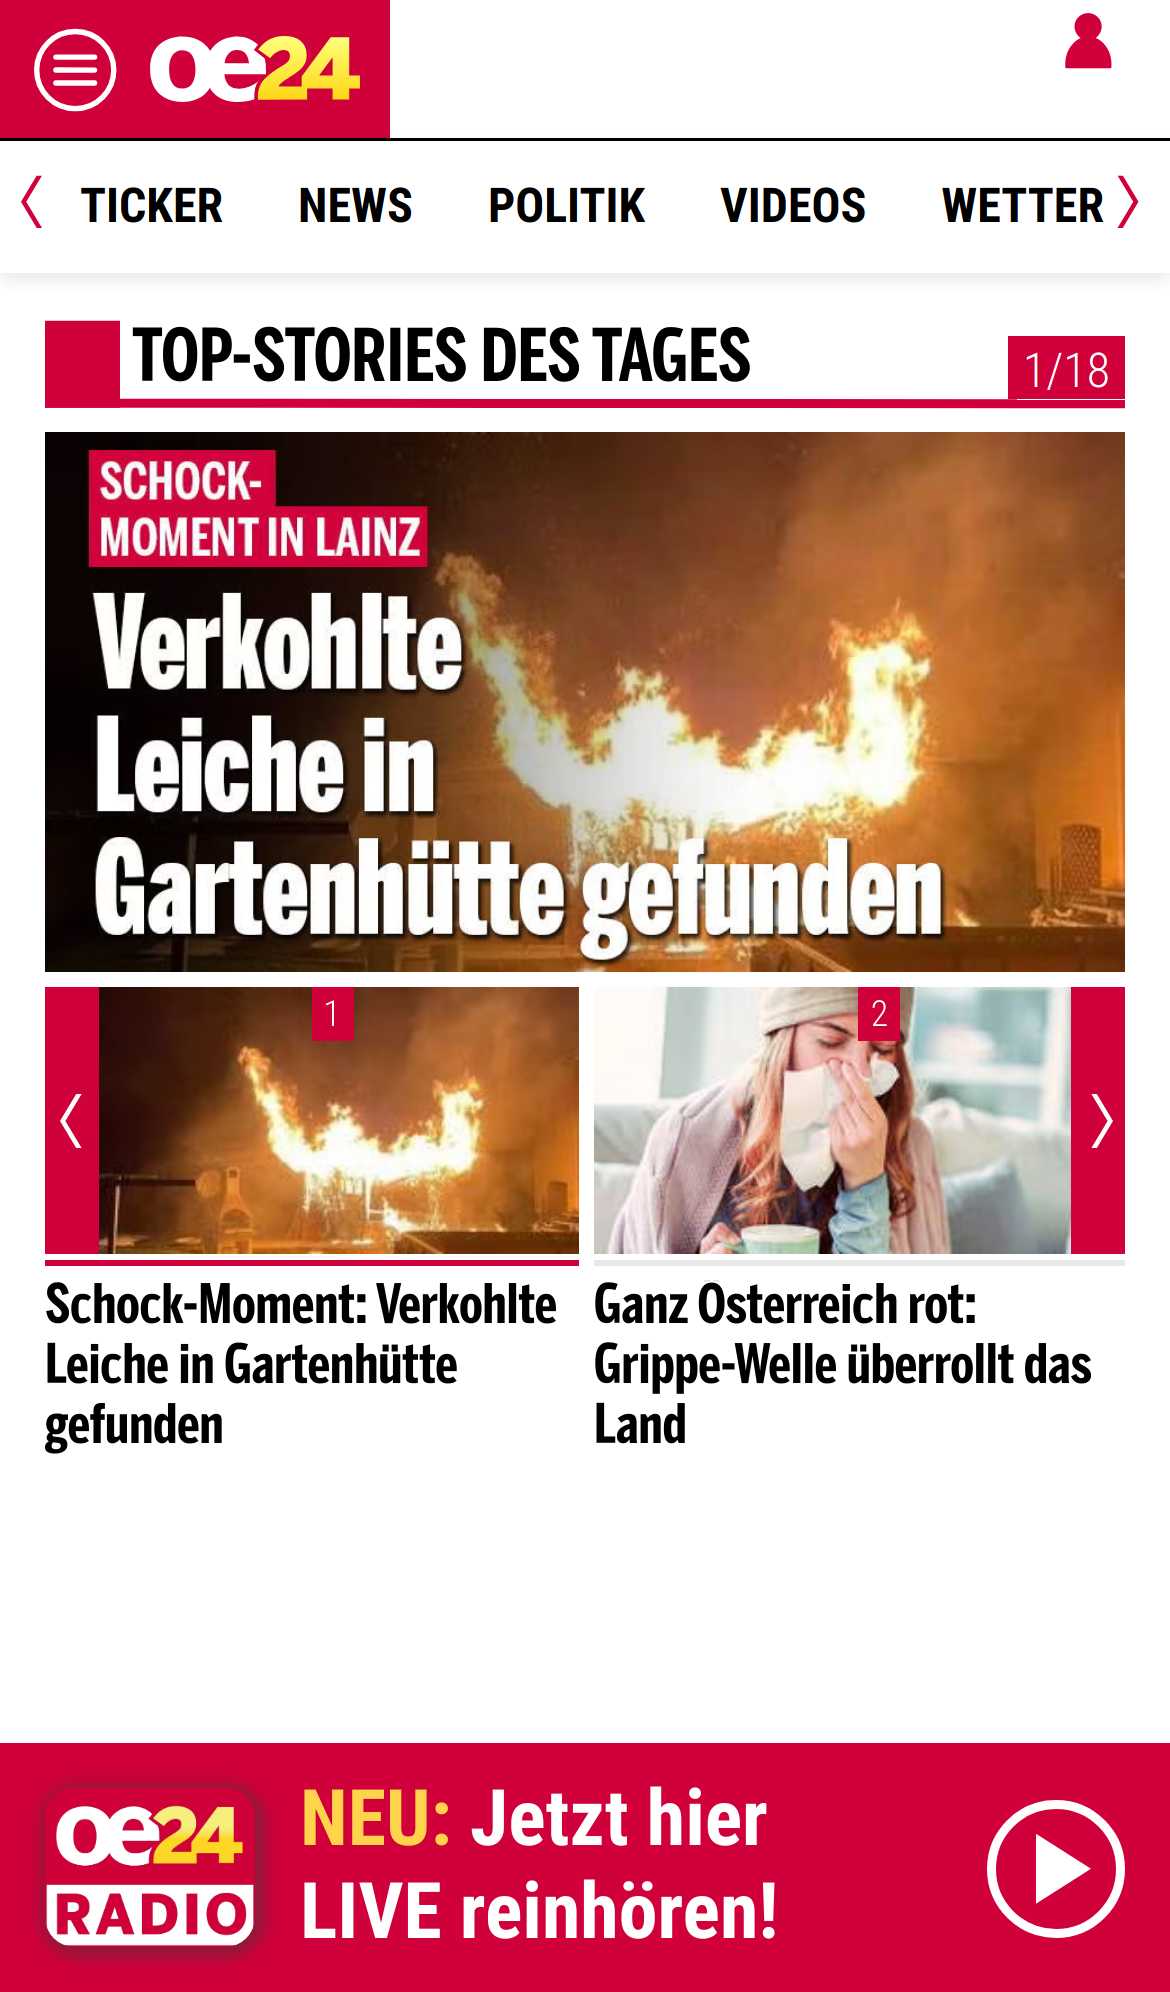 oe24
TICKER NEWS POLITIK VIDEOS WETTER
TOP-STORIES DES TAGES
1/18
SCHOCK-
MOMENT IN LAINZ
Verkohlte
Leiche in
Gartenhütte gefunden
1
2
Schock-Moment: Verkohlte
Leiche in Gartenhütte
gefunden
Ganz Österreich rot:
Grippe-Welle überrollt das
Land
oe24
RADIO
NEU: Jetzt hier
LIVE reinhören!